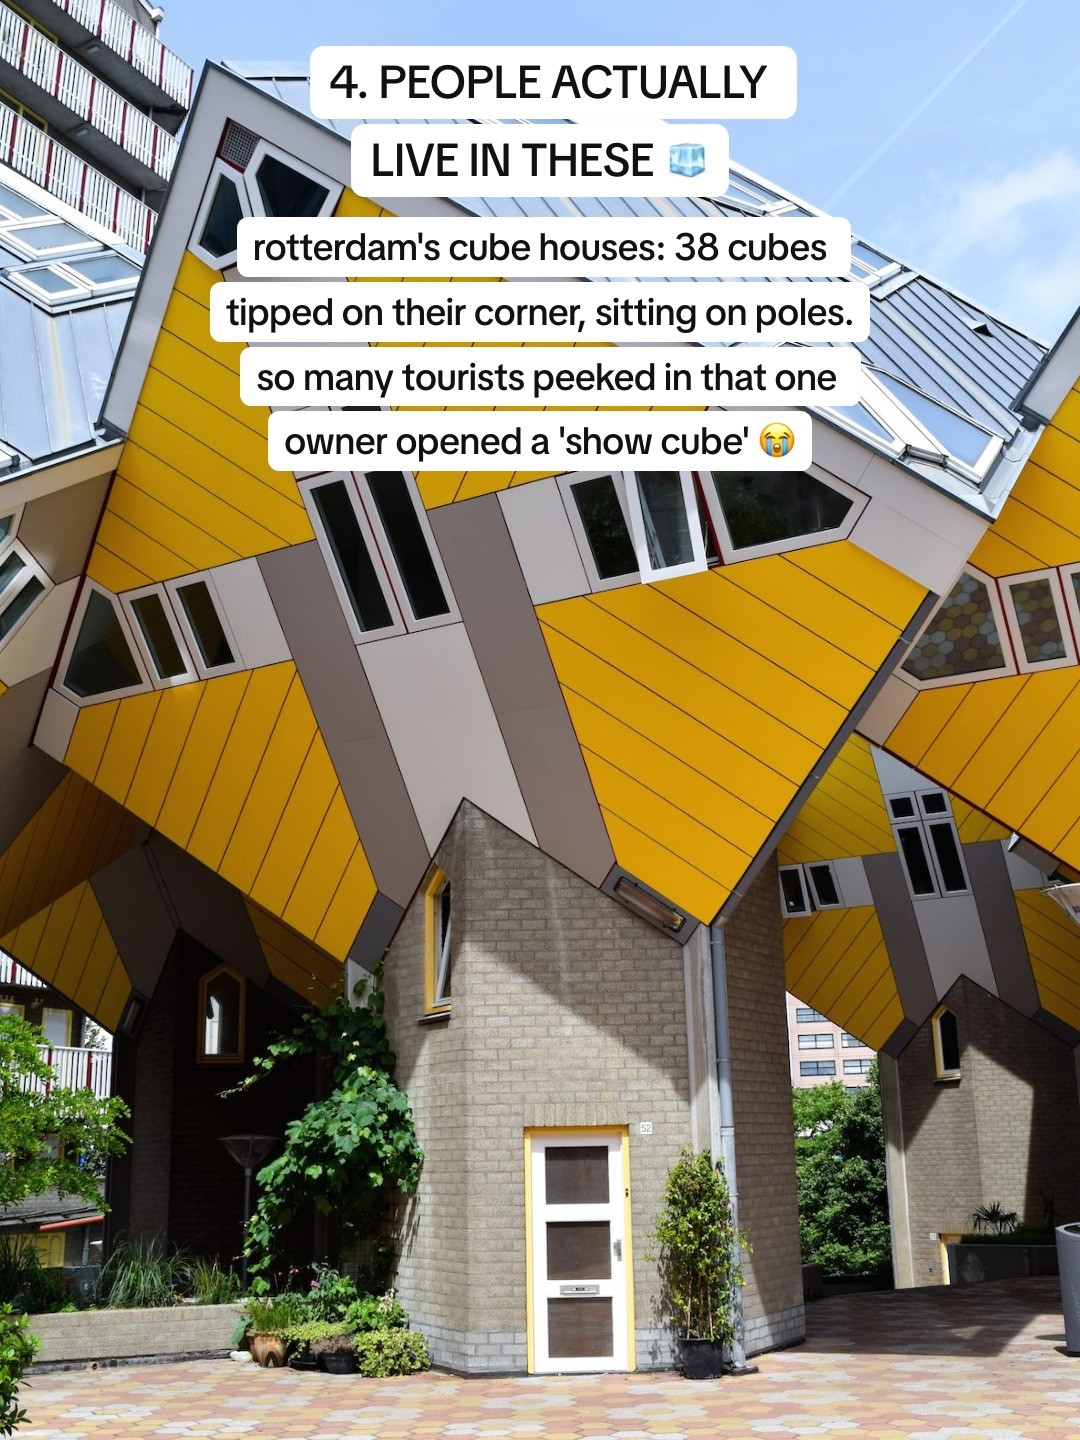 4. PEOPLE ACTUALLY
LIVE IN THESE 🧊
rotterdam's cube houses: 38 cubes
tipped on their corner, sitting on poles.
so many tourists peeked in that one
owner opened a 'show cube' 😭
52